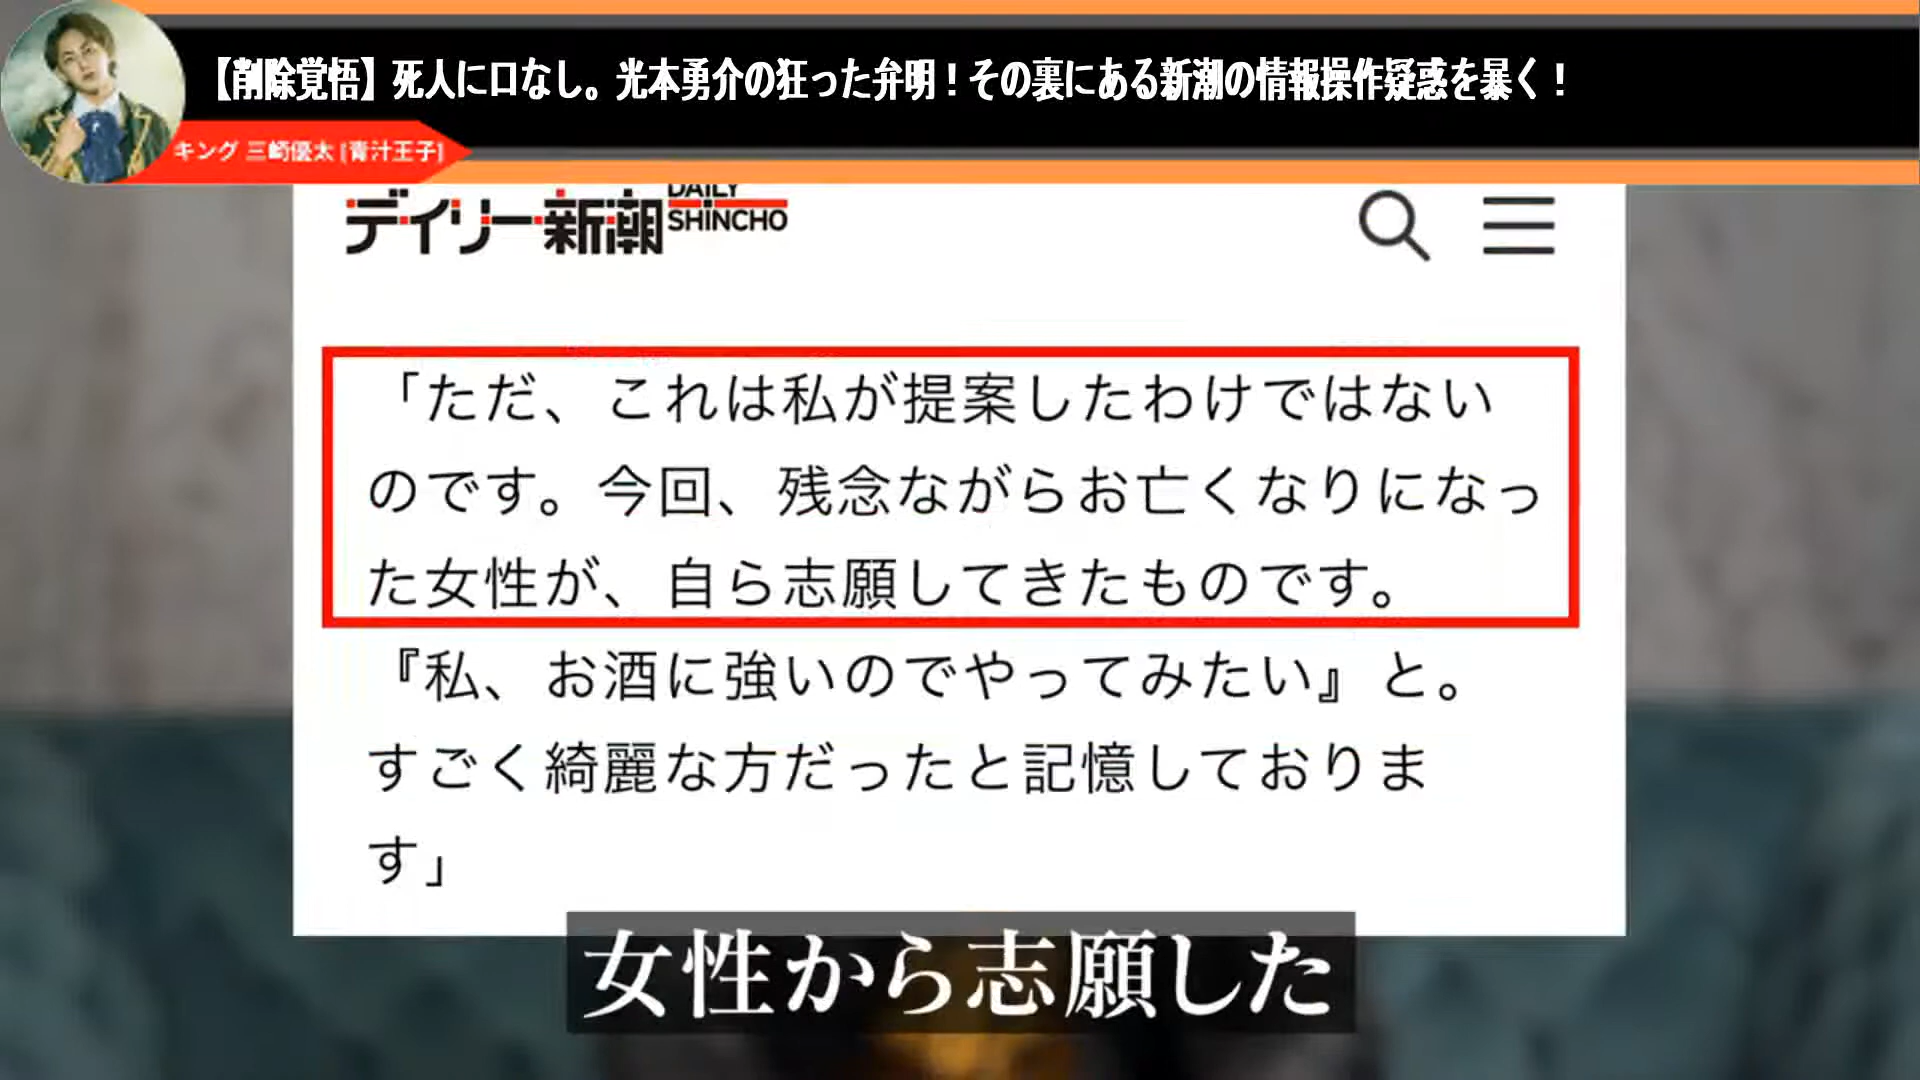 【削除覚悟】死人に口なし。光本勇介の狂った弁明！その裏にある新潮の情報操作疑惑を暴く！
キング 三崎優太 [青汁王子]
デイリー新潮
DAILY
SHINCHO
「ただ、これは私が提案したわけではない
のです。今回、残念ながらお亡くなりになっ
た女性が、自ら志願してきたものです。
『私、お酒に強いのでやってみたい』と。
すごく綺麗な方だったと記憶しておりま
す」
女性から志願した